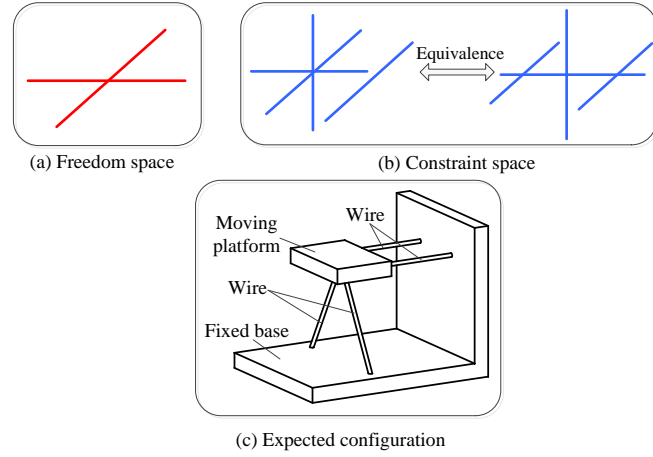 Equivalence
(a) Freedom space
(b) Constraint space
Wire
Moving
platform
Wire
Fixed base
(c) Expected configuration